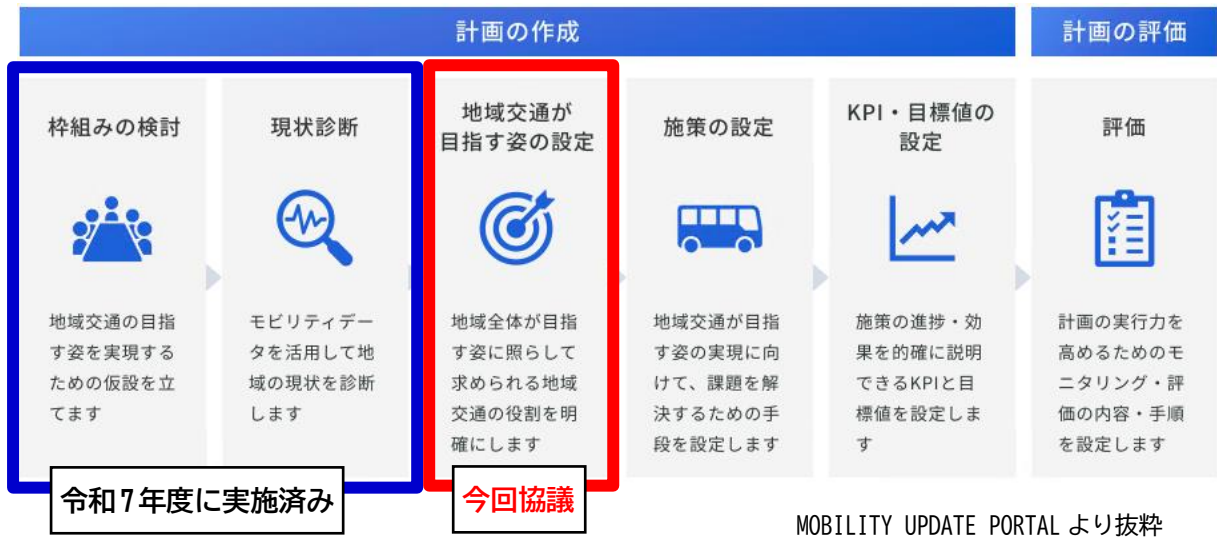 計画の作成
計画の評価
枠組みの検討
地域交通の目指
す姿を実現する
ための仮設を立
てます
現状診断
モビリティデー
タを活用して地
域の現状を診断
します
地域交通が
目指す姿の設定
地域全体が目指
す姿に照らして
求められる地域
交通の役割を明
確にします
施策の設定
地域交通が目指
す姿の実現に向
けて、課題を解
決するための手
段を設定します
KPI・目標値の
設定
施策の進捗・効
果を的確に説明
できるKPIと目
標値を設定しま
す
評価
計画の実行力を
高めるためのモ
ニタリング・評
価の内容・手順
を設定します
令和7年度に実施済み
今回協議
MOBILITY UPDATE PORTALより抜粋